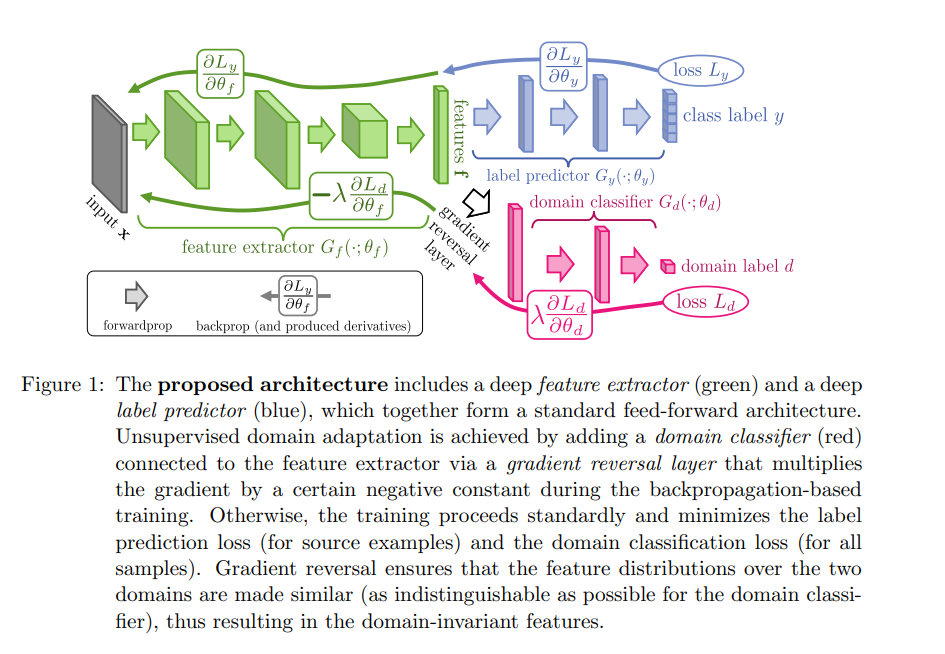 ∂L_y/∂θ_f
∂L_y/∂θ_y
loss L_y
features f
class label y
label predictor G_y(·;θ_y)
−λ ∂L_d/∂θ_f
input x
feature extractor G_f(·;θ_f)
gradient
reversal
layer
domain classifier G_d(·;θ_d)
domain label d
loss L_d
λ ∂L_d/∂θ_d
∂L_y/∂θ_f
forwardprop
backprop (and produced derivatives)
Figure 1: The proposed architecture includes a deep feature extractor (green) and a deep
label predictor (blue), which together form a standard feed-forward architecture.
Unsupervised domain adaptation is achieved by adding a domain classifier (red)
connected to the feature extractor via a gradient reversal layer that multiplies
the gradient by a certain negative constant during the backpropagation-based
training. Otherwise, the training proceeds standardly and minimizes the label
prediction loss (for source examples) and the domain classification loss (for all
samples). Gradient reversal ensures that the feature distributions over the two
domains are made similar (as indistinguishable as possible for the domain classi-
fier), thus resulting in the domain-invariant features.